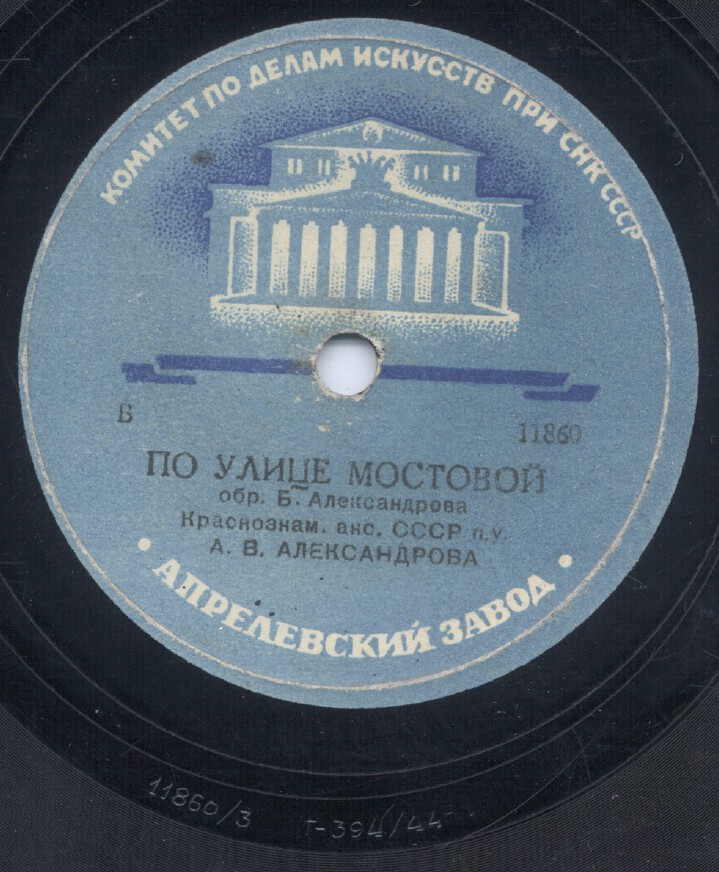 КОМИТЕТ ПО ДЕЛАМ ИСКУССТВ ПРИ СНК СССР
В 11860
ПО УЛИЦЕ МОСТОВОЙ
обр. Б. Александрова
Краснознам. анс. СССР п.у.
А. В. АЛЕКСАНДРОВА
• АПРЕЛЕВСКИЙ ЗАВОД •
11860/3 Г-394/44